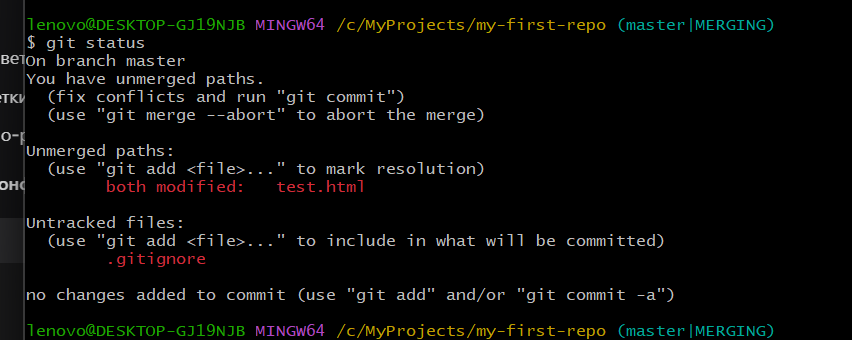 lenovo@DESKTOP-GJ19NJB MINGW64 /c/MyProjects/my-first-repo (master|MERGING)
$ git status
On branch master
You have unmerged paths.
  (fix conflicts and run "git commit")
  (use "git merge --abort" to abort the merge)

Unmerged paths:
  (use "git add <file>..." to mark resolution)
        both modified:   test.html

Untracked files:
  (use "git add <file>..." to include in what will be committed)
        .gitignore

no changes added to commit (use "git add" and/or "git commit -a")

lenovo@DESKTOP-GJ19NJB MINGW64 /c/MyProjects/my-first-repo (master|MERGING)